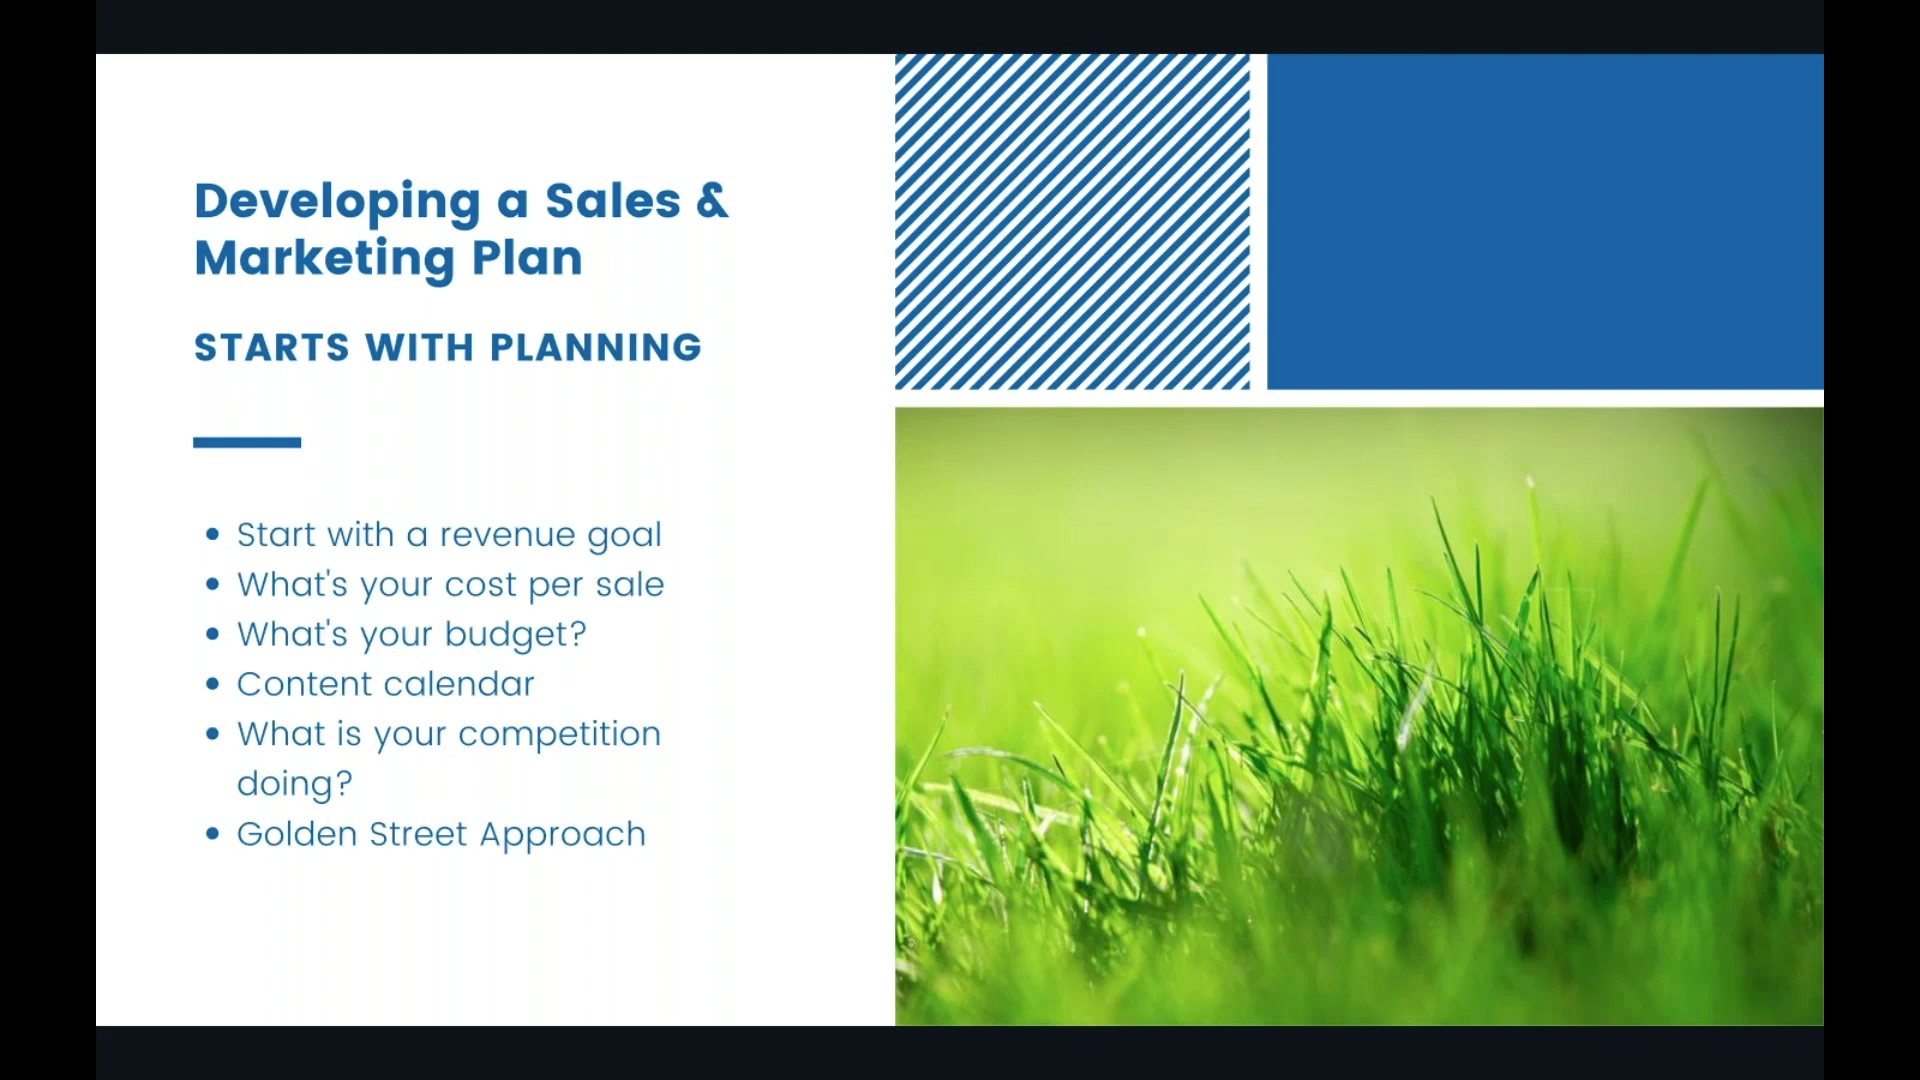 Developing a Sales &
Marketing Plan
STARTS WITH PLANNING
• Start with a revenue goal
• What's your cost per sale
• What's your budget?
• Content calendar
• What is your competition
doing?
• Golden Street Approach